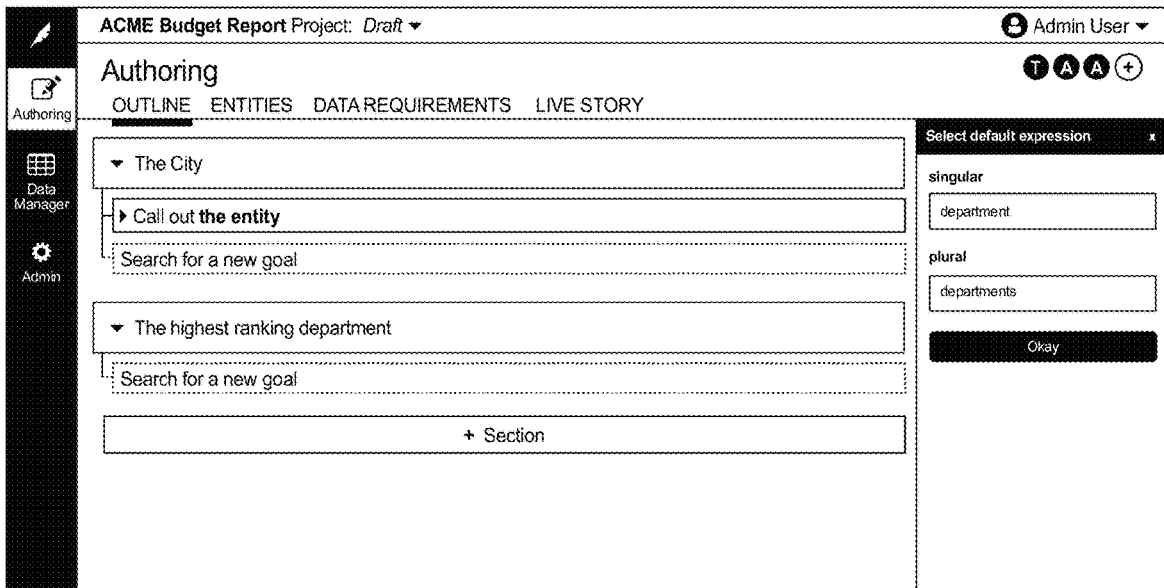 ACME Budget Report Project: Draft
Admin User
Authoring
T A A +
OUTLINE ENTITIES DATA REQUIREMENTS LIVE STORY
Authoring
Data
Manager
Admin
The City
Call out the entity
Search for a new goal
The highest ranking department
Search for a new goal
+ Section
Select default expression x
singular
department
plural
departments
Okay